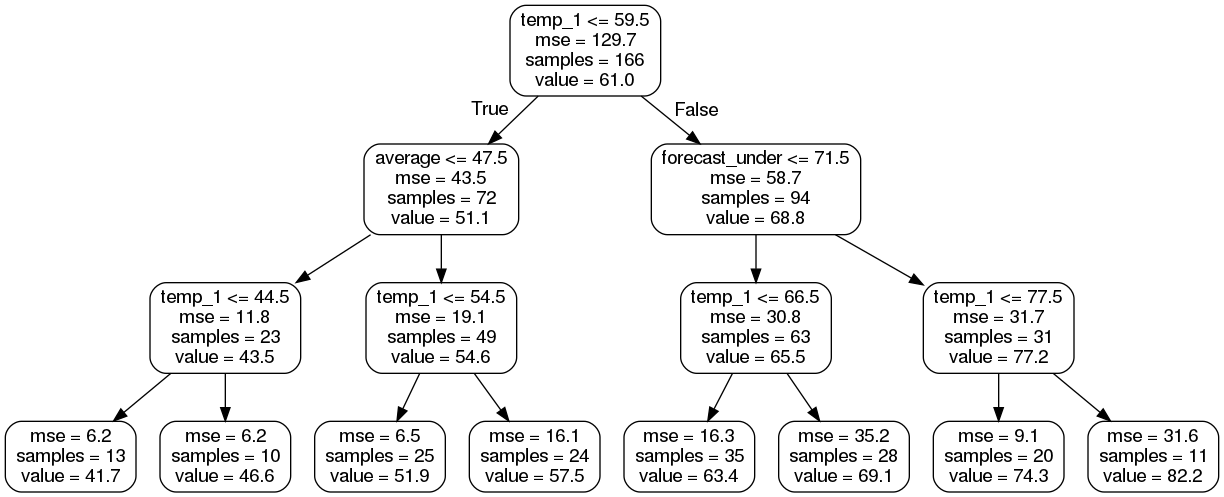 temp_1 <= 59.5
mse = 129.7
samples = 166
value = 61.0
True
False
average <= 47.5
mse = 43.5
samples = 72
value = 51.1
forecast_under <= 71.5
mse = 58.7
samples = 94
value = 68.8
temp_1 <= 44.5
mse = 11.8
samples = 23
value = 43.5
temp_1 <= 54.5
mse = 19.1
samples = 49
value = 54.6
temp_1 <= 66.5
mse = 30.8
samples = 63
value = 65.5
temp_1 <= 77.5
mse = 31.7
samples = 31
value = 77.2
mse = 6.2
samples = 13
value = 41.7
mse = 6.2
samples = 10
value = 46.6
mse = 6.5
samples = 25
value = 51.9
mse = 16.1
samples = 24
value = 57.5
mse = 16.3
samples = 35
value = 63.4
mse = 35.2
samples = 28
value = 69.1
mse = 9.1
samples = 20
value = 74.3
mse = 31.6
samples = 11
value = 82.2